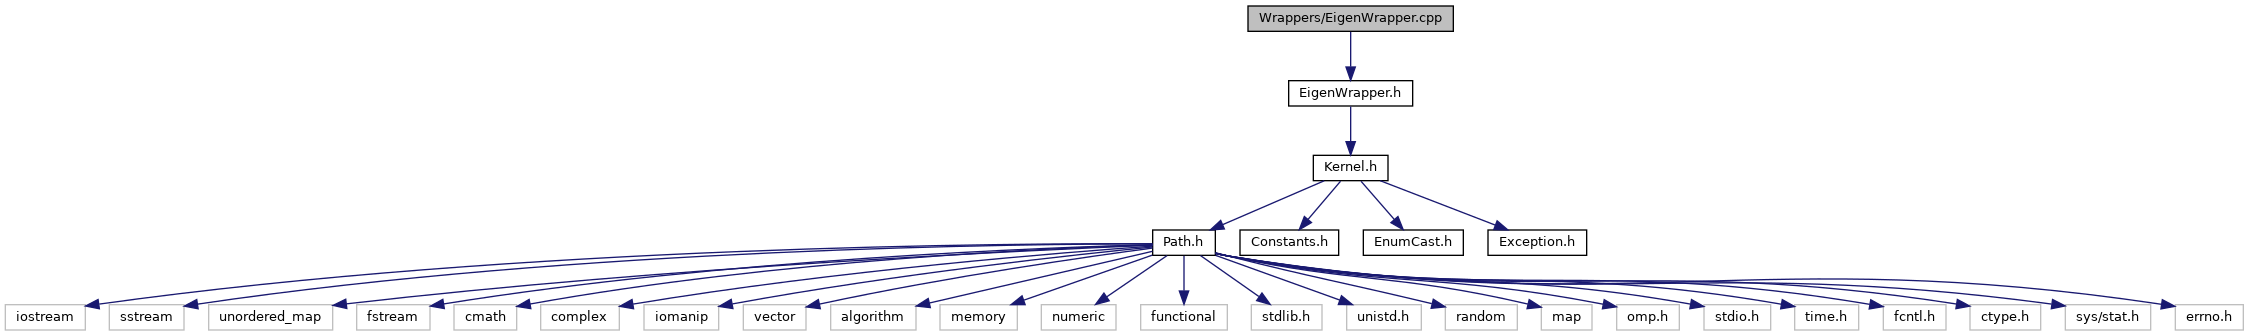 Wrappers/EigenWrapper.cpp
EigenWrapper.h
Kernel.h
Path.h
Constants.h
EnumCast.h
Exception.h
iostream
sstream
unordered_map
fstream
cmath
complex
iomanip
vector
algorithm
memory
numeric
functional
stdlib.h
unistd.h
random
map
omp.h
stdio.h
time.h
fcntl.h
ctype.h
sys/stat.h
errno.h